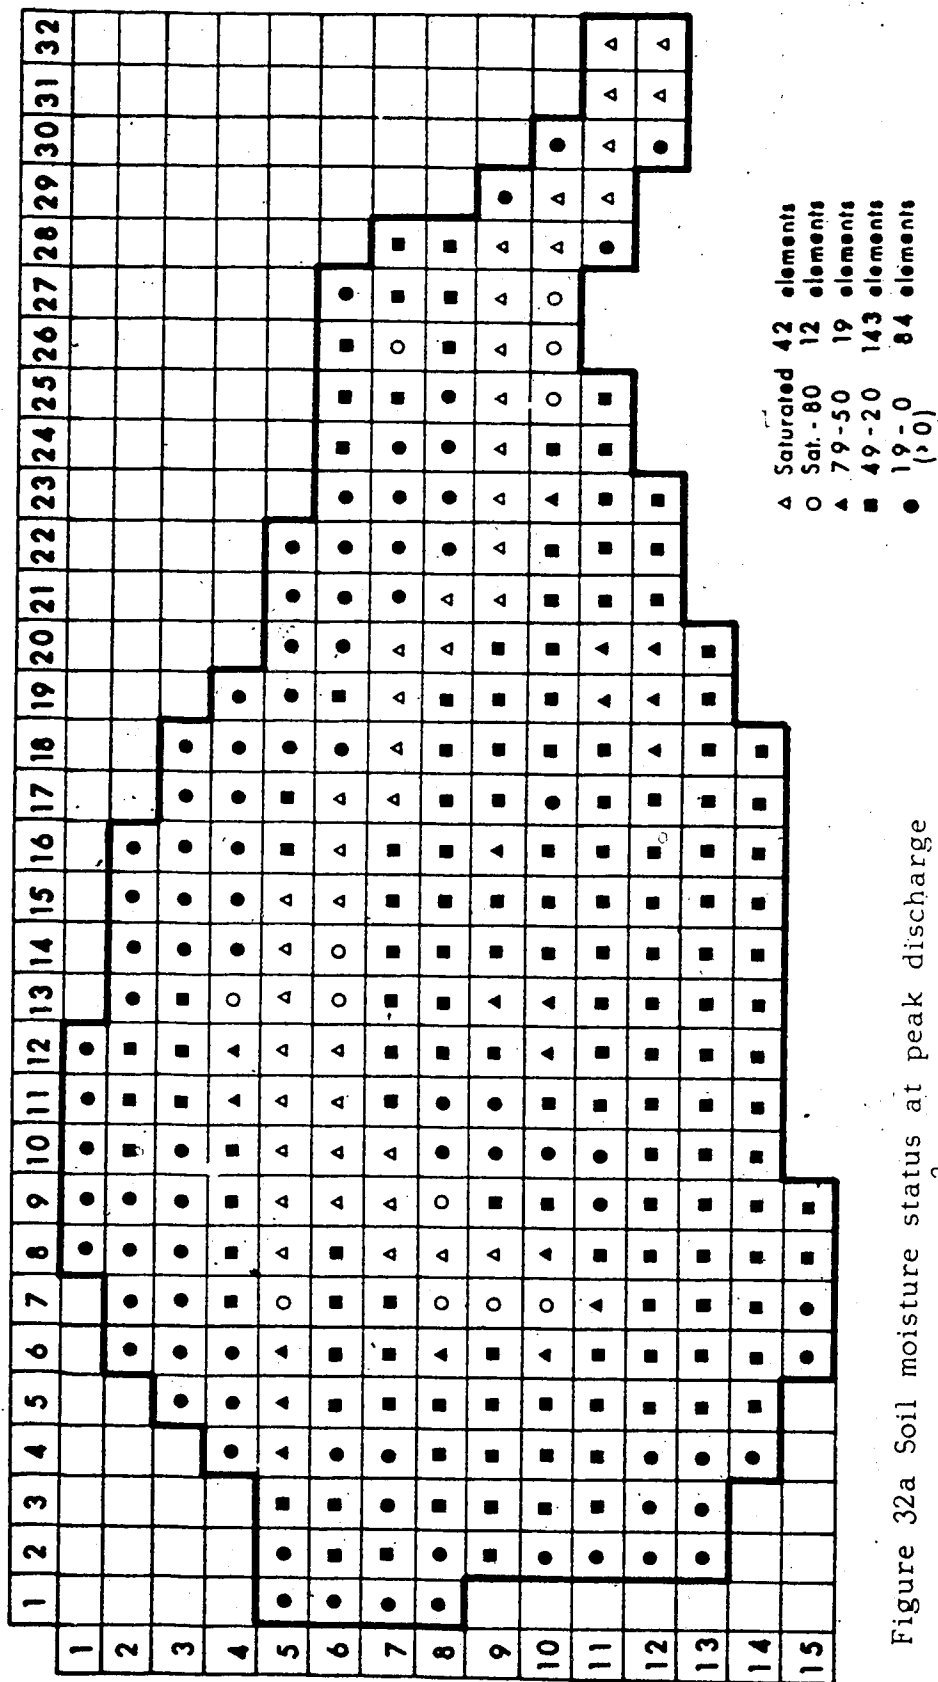 1 2 3 4 5 6 7 8 9 10 11 12 13 14 15 16 17 18 19 20 21 22 23 24 25 26 27 28 29 30 31 32
1
2
3
4
5
6
7
8
9
10
11
12
13
14
15
△ Saturated 42 elements
○ Sat.-80 12 elements
▲ 79-50 19 elements
■ 49-20 143 elements
● 19-0 84 elements
(>0)
Figure 32a Soil moisture status at peak discharge